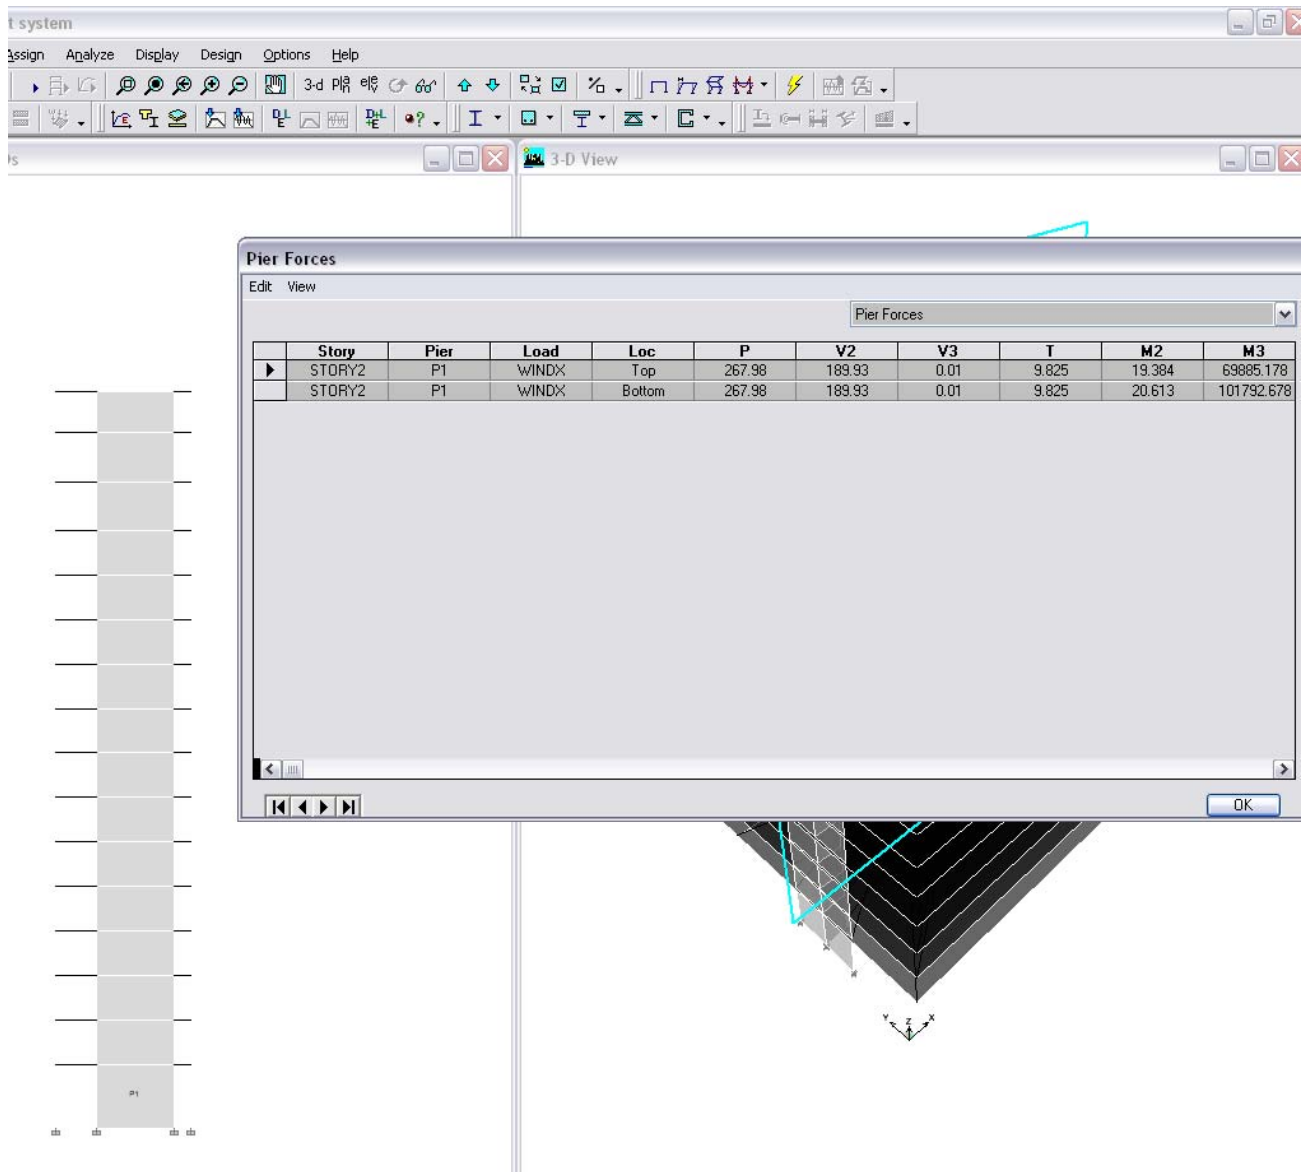 t system
Assign Analyze Display Design Options Help
3-d
3-D View
Pier Forces
Edit View
Pier Forces
Story Pier Load Loc P V2 V3 T M2 M3
STORY2 P1 WINDX Top 267.98 189.93 0.01 9.825 19.384 69885.178
STORY2 P1 WINDX Bottom 267.98 189.93 0.01 9.825 20.613 101792.678
OK
Y Z X
P1